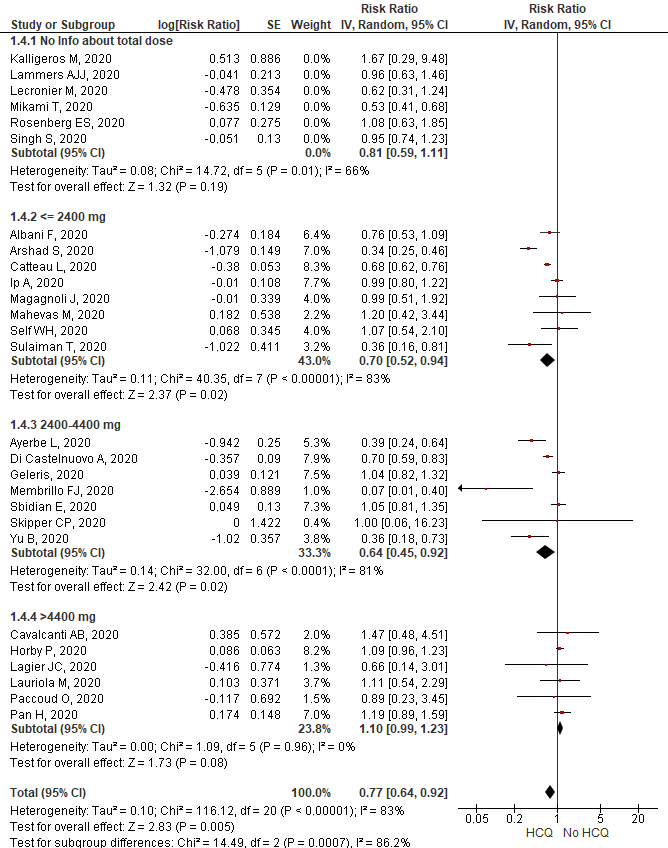 Risk Ratio Risk Ratio
Study or Subgroup log[Risk Ratio] SE Weight IV, Random, 95% CI IV, Random, 95% CI
1.4.1 No Info about total dose
Kalligeros M, 2020 0.513 0.886 0.0% 1.67 [0.29, 9.48]
Lammers AJJ, 2020 -0.041 0.213 0.0% 0.96 [0.63, 1.46]
Lecronier M, 2020 -0.478 0.354 0.0% 0.62 [0.31, 1.24]
Mikami T, 2020 -0.635 0.129 0.0% 0.53 [0.41, 0.68]
Rosenberg ES, 2020 0.077 0.275 0.0% 1.08 [0.63, 1.85]
Singh S, 2020 -0.051 0.13 0.0% 0.95 [0.74, 1.23]
Subtotal (95% CI) 0.0% 0.81 [0.59, 1.11]
Heterogeneity: Tau² = 0.08; Chi² = 14.72, df = 5 (P = 0.01); I² = 66%
Test for overall effect: Z = 1.32 (P = 0.19)
1.4.2 <= 2400 mg
Albani F, 2020 -0.274 0.184 6.4% 0.76 [0.53, 1.09]
Arshad S, 2020 -1.079 0.149 7.0% 0.34 [0.25, 0.46]
Catteau L, 2020 -0.38 0.053 8.3% 0.68 [0.62, 0.76]
Ip A, 2020 -0.01 0.108 7.7% 0.99 [0.80, 1.22]
Magagnoli J, 2020 -0.01 0.339 4.0% 0.99 [0.51, 1.92]
Mahevas M, 2020 0.182 0.538 2.2% 1.20 [0.42, 3.44]
Self WH, 2020 0.068 0.345 4.0% 1.07 [0.54, 2.10]
Sulaiman T, 2020 -1.022 0.411 3.2% 0.36 [0.16, 0.81]
Subtotal (95% CI) 43.0% 0.70 [0.52, 0.94]
Heterogeneity: Tau² = 0.11; Chi² = 40.35, df = 7 (P < 0.00001); I² = 83%
Test for overall effect: Z = 2.37 (P = 0.02)
1.4.3 2400-4400 mg
Ayerbe L, 2020 -0.942 0.25 5.3% 0.39 [0.24, 0.64]
Di Castelnuovo A, 2020 -0.357 0.09 7.9% 0.70 [0.59, 0.83]
Geleris, 2020 0.039 0.121 7.5% 1.04 [0.82, 1.32]
Membrillo FJ, 2020 -2.654 0.889 1.0% 0.07 [0.01, 0.40]
Sbidian E, 2020 0.049 0.13 7.3% 1.05 [0.81, 1.35]
Skipper CP, 2020 0 1.422 0.4% 1.00 [0.06, 16.23]
Yu B, 2020 -1.02 0.357 3.8% 0.36 [0.18, 0.73]
Subtotal (95% CI) 33.3% 0.64 [0.45, 0.92]
Heterogeneity: Tau² = 0.14; Chi² = 32.00, df = 6 (P < 0.0001); I² = 81%
Test for overall effect: Z = 2.42 (P = 0.02)
1.4.4 >4400 mg
Cavalcanti AB, 2020 0.385 0.572 2.0% 1.47 [0.48, 4.51]
Horby P, 2020 0.086 0.063 8.2% 1.09 [0.96, 1.23]
Lagier JC, 2020 -0.416 0.774 1.3% 0.66 [0.14, 3.01]
Lauriola M, 2020 0.103 0.371 3.7% 1.11 [0.54, 2.29]
Paccoud O, 2020 -0.117 0.692 1.5% 0.89 [0.23, 3.45]
Pan H, 2020 0.174 0.148 7.0% 1.19 [0.89, 1.59]
Subtotal (95% CI) 23.8% 1.10 [0.99, 1.23]
Heterogeneity: Tau² = 0.00; Chi² = 1.09, df = 5 (P = 0.96); I² = 0%
Test for overall effect: Z = 1.73 (P = 0.08)
Total (95% CI) 100.0% 0.77 [0.64, 0.92]
Heterogeneity: Tau² = 0.10; Chi² = 116.12, df = 20 (P < 0.00001); I² = 83%
Test for overall effect: Z = 2.83 (P = 0.005)
Test for subgroup differences: Chi² = 14.49, df = 2 (P = 0.0007), I² = 86.2%
0.05 0.2 1 5 20
HCQ No HCQ